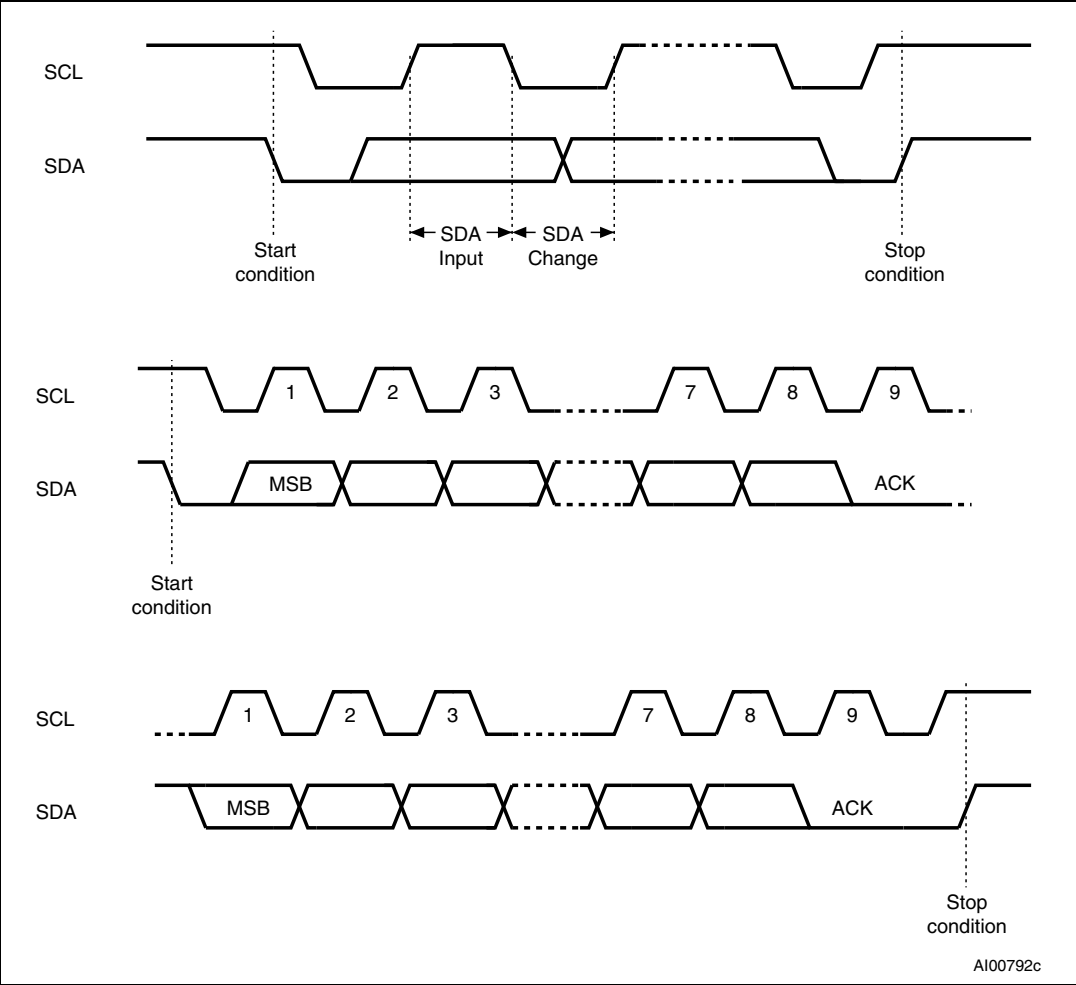 SCL
SDA
SDA
Input
SDA
Change
Start
condition
Stop
condition
SCL
1
2
3
7
8
9
SDA
MSB
ACK
Start
condition
SCL
1
2
3
7
8
9
SDA
MSB
ACK
Stop
condition
AI00792c